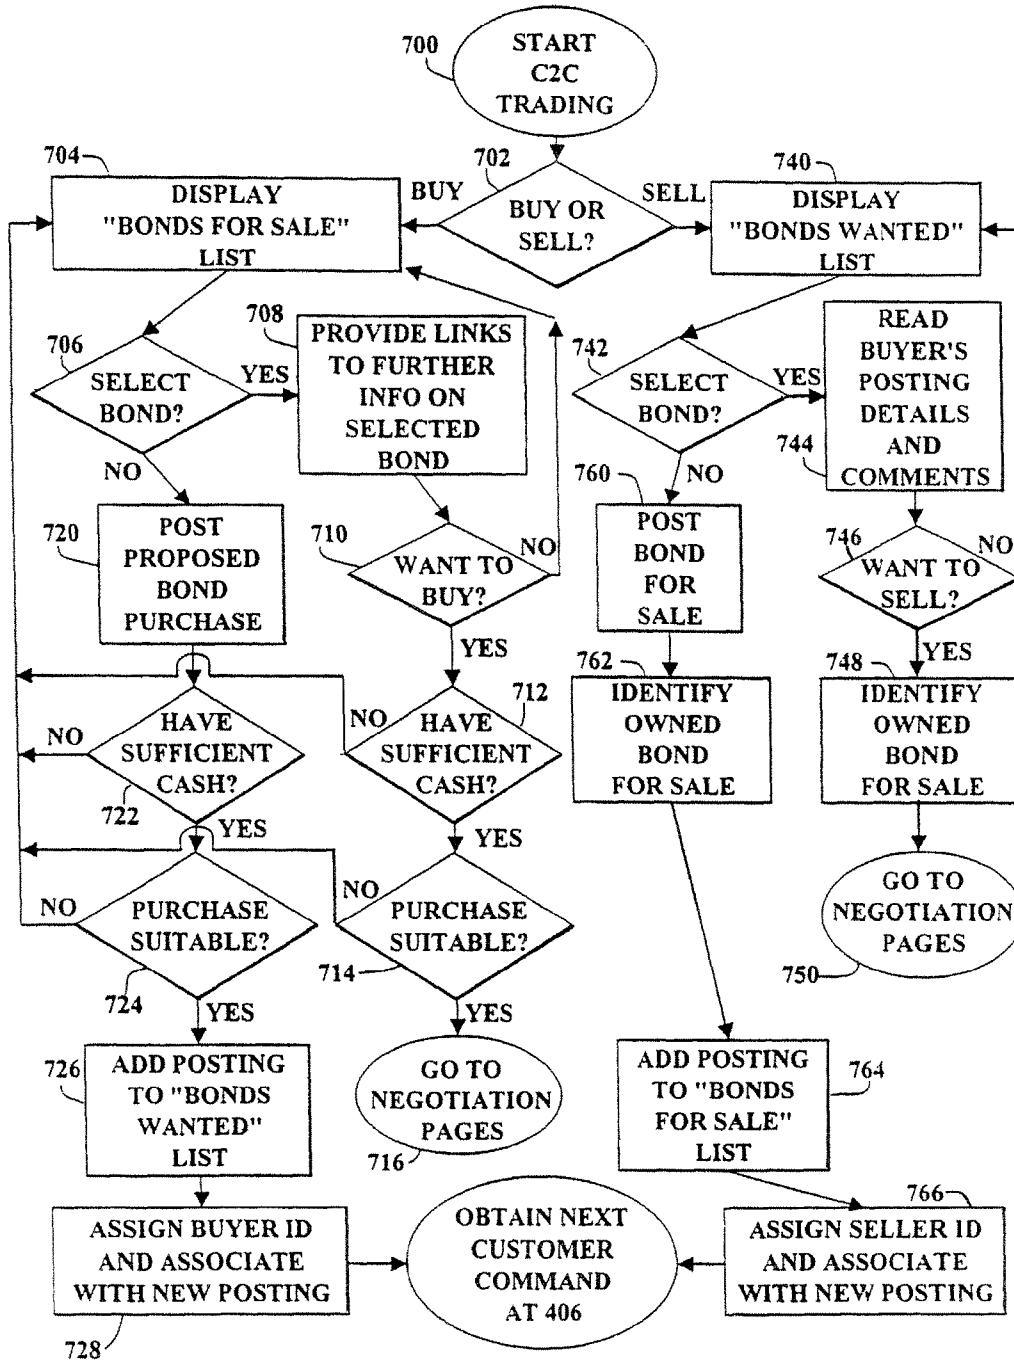 700
START
C2C
TRADING
704
702
740
DISPLAY
"BONDS FOR SALE"
LIST
BUY
BUY OR
SELL?
SELL
DISPLAY
"BONDS WANTED"
LIST
706
SELECT
BOND?
YES
NO
708
PROVIDE LINKS
TO FURTHER
INFO ON
SELECTED
BOND
742
SELECT
BOND?
YES
NO
READ
BUYER'S
POSTING
DETAILS
AND
COMMENTS
744
720
POST
PROPOSED
BOND
PURCHASE
710
WANT TO
BUY?
NO
YES
760
POST
BOND
FOR
SALE
746
WANT TO
SELL?
NO
YES
HAVE
SUFFICIENT
CASH?
NO
722
YES
712
HAVE
SUFFICIENT
CASH?
NO
YES
762
IDENTIFY
OWNED
BOND
FOR SALE
748
IDENTIFY
OWNED
BOND
FOR SALE
PURCHASE
SUITABLE?
NO
724
YES
PURCHASE
SUITABLE?
NO
714
YES
GO TO
NEGOTIATION
PAGES
750
726
ADD POSTING
TO "BONDS
WANTED"
LIST
GO TO
NEGOTIATION
PAGES
716
ADD POSTING
TO "BONDS
FOR SALE"
LIST
764
ASSIGN BUYER ID
AND ASSOCIATE
WITH NEW POSTING
728
OBTAIN NEXT
CUSTOMER
COMMAND
AT 406
766
ASSIGN SELLER ID
AND ASSOCIATE
WITH NEW POSTING